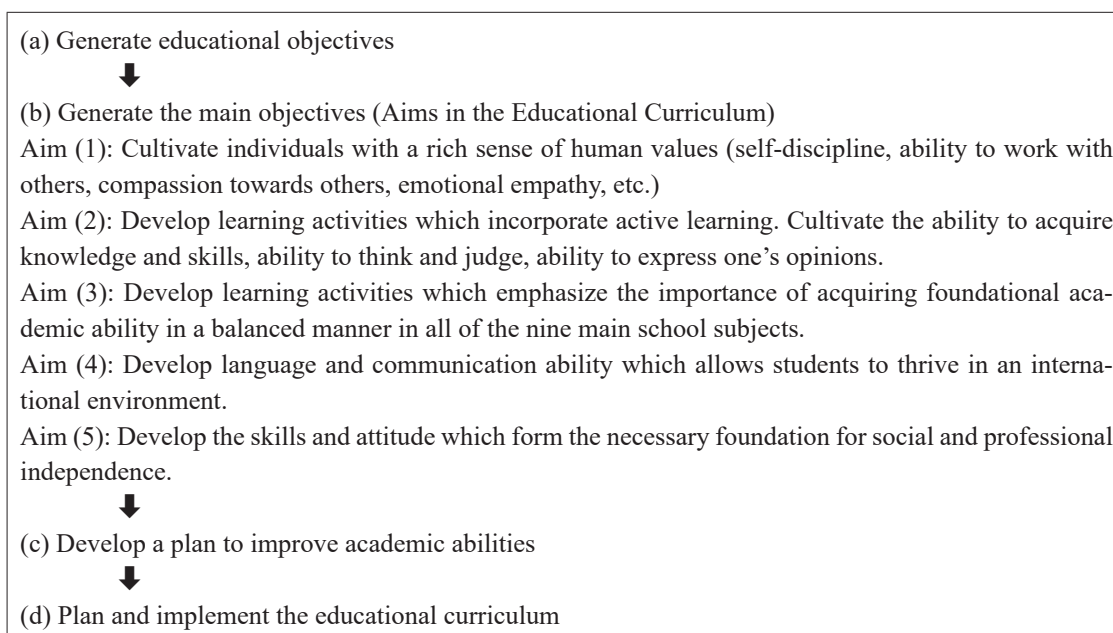 (a) Generate educational objectives
(b) Generate the main objectives (Aims in the Educational Curriculum)
Aim (1): Cultivate individuals with a rich sense of human values (self-discipline, ability to work with
others, compassion towards others, emotional empathy, etc.)
Aim (2): Develop learning activities which incorporate active learning. Cultivate the ability to acquire
knowledge and skills, ability to think and judge, ability to express one’s opinions.
Aim (3): Develop learning activities which emphasize the importance of acquiring foundational aca-
demic ability in a balanced manner in all of the nine main school subjects.
Aim (4): Develop language and communication ability which allows students to thrive in an interna-
tional environment.
Aim (5): Develop the skills and attitude which form the necessary foundation for social and professional
independence.
(c) Develop a plan to improve academic abilities
(d) Plan and implement the educational curriculum